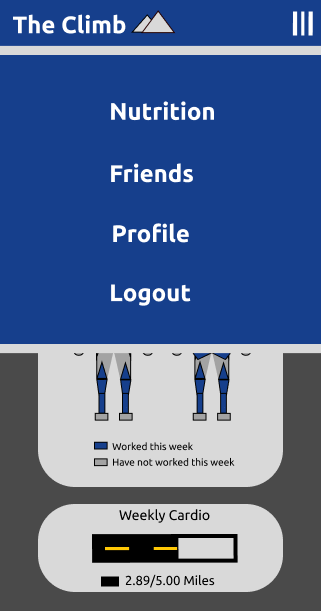 The Climb
Nutrition
Friends
Profile
Logout
Worked this week
Have not worked this week
Weekly Cardio
2.89/5.00 Miles